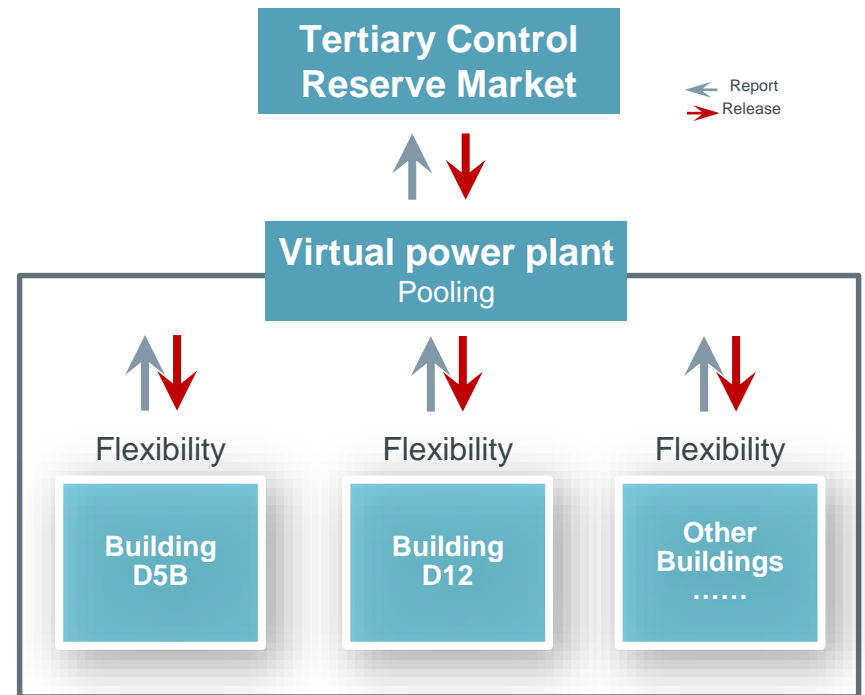 Tertiary Control
Reserve Market
Report
Release
Virtual power plant
Pooling
Flexibility
Flexibility
Flexibility
Building
D5B
Building
D12
Other
Buildings
......